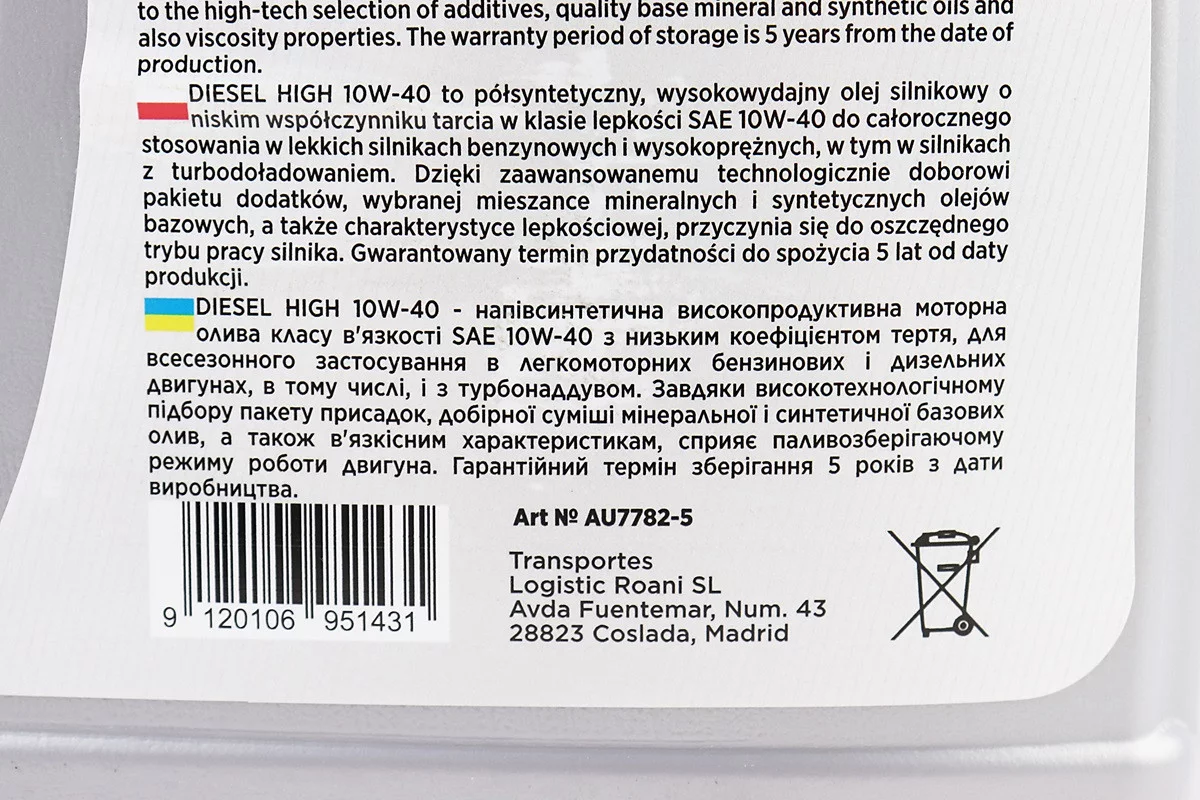 to the high-tech selection of additives, quality base mineral and synthetic oils and
also viscosity properties. The warranty period of storage is 5 years from the date of
production.
DIESEL HIGH 10W-40 to półsyntetyczny, wysokowydajny olej silnikowy o
niskim współczynniku tarcia w klasie lepkości SAE 10W-40 do całorocznego
stosowania w lekkich silnikach benzynowych i wysokoprężnych, w tym w silnikach
z turbodoładowaniem. Dzięki zaawansowanemu technologicznie doborowi
pakietu dodatków, wybranej mieszance mineralnych i syntetycznych olejów
bazowych, a także charakterystyce lepkościowej, przyczynia się do oszczędnego
trybu pracy silnika. Gwarantowany termin przydatności do spożycia 5 lat od daty
produkcji.
DIESEL HIGH 10W-40 - напівсинтетична високопродуктивна моторна
олива класу в'язкості SAE 10W-40 з низьким коефіцієнтом тертя, для
всесезонного застосування в легкомоторних бензинових і дизельних
двигунах, в тому числі, і з турбонаддувом. Завдяки високотехнологічному
підбору пакету присадок, добірної суміші мінеральної і синтетичної базових
олив, а також в'язкісним характеристикам, сприяє паливозберігаючому
режиму роботи двигуна. Гарантійний термін зберігання 5 років з дати
виробництва.
Art № AU7782-5
Transportes
Logistic Roani SL
Avda Fuentemar, Num. 43
28823 Coslada, Madrid
9 120106 951431